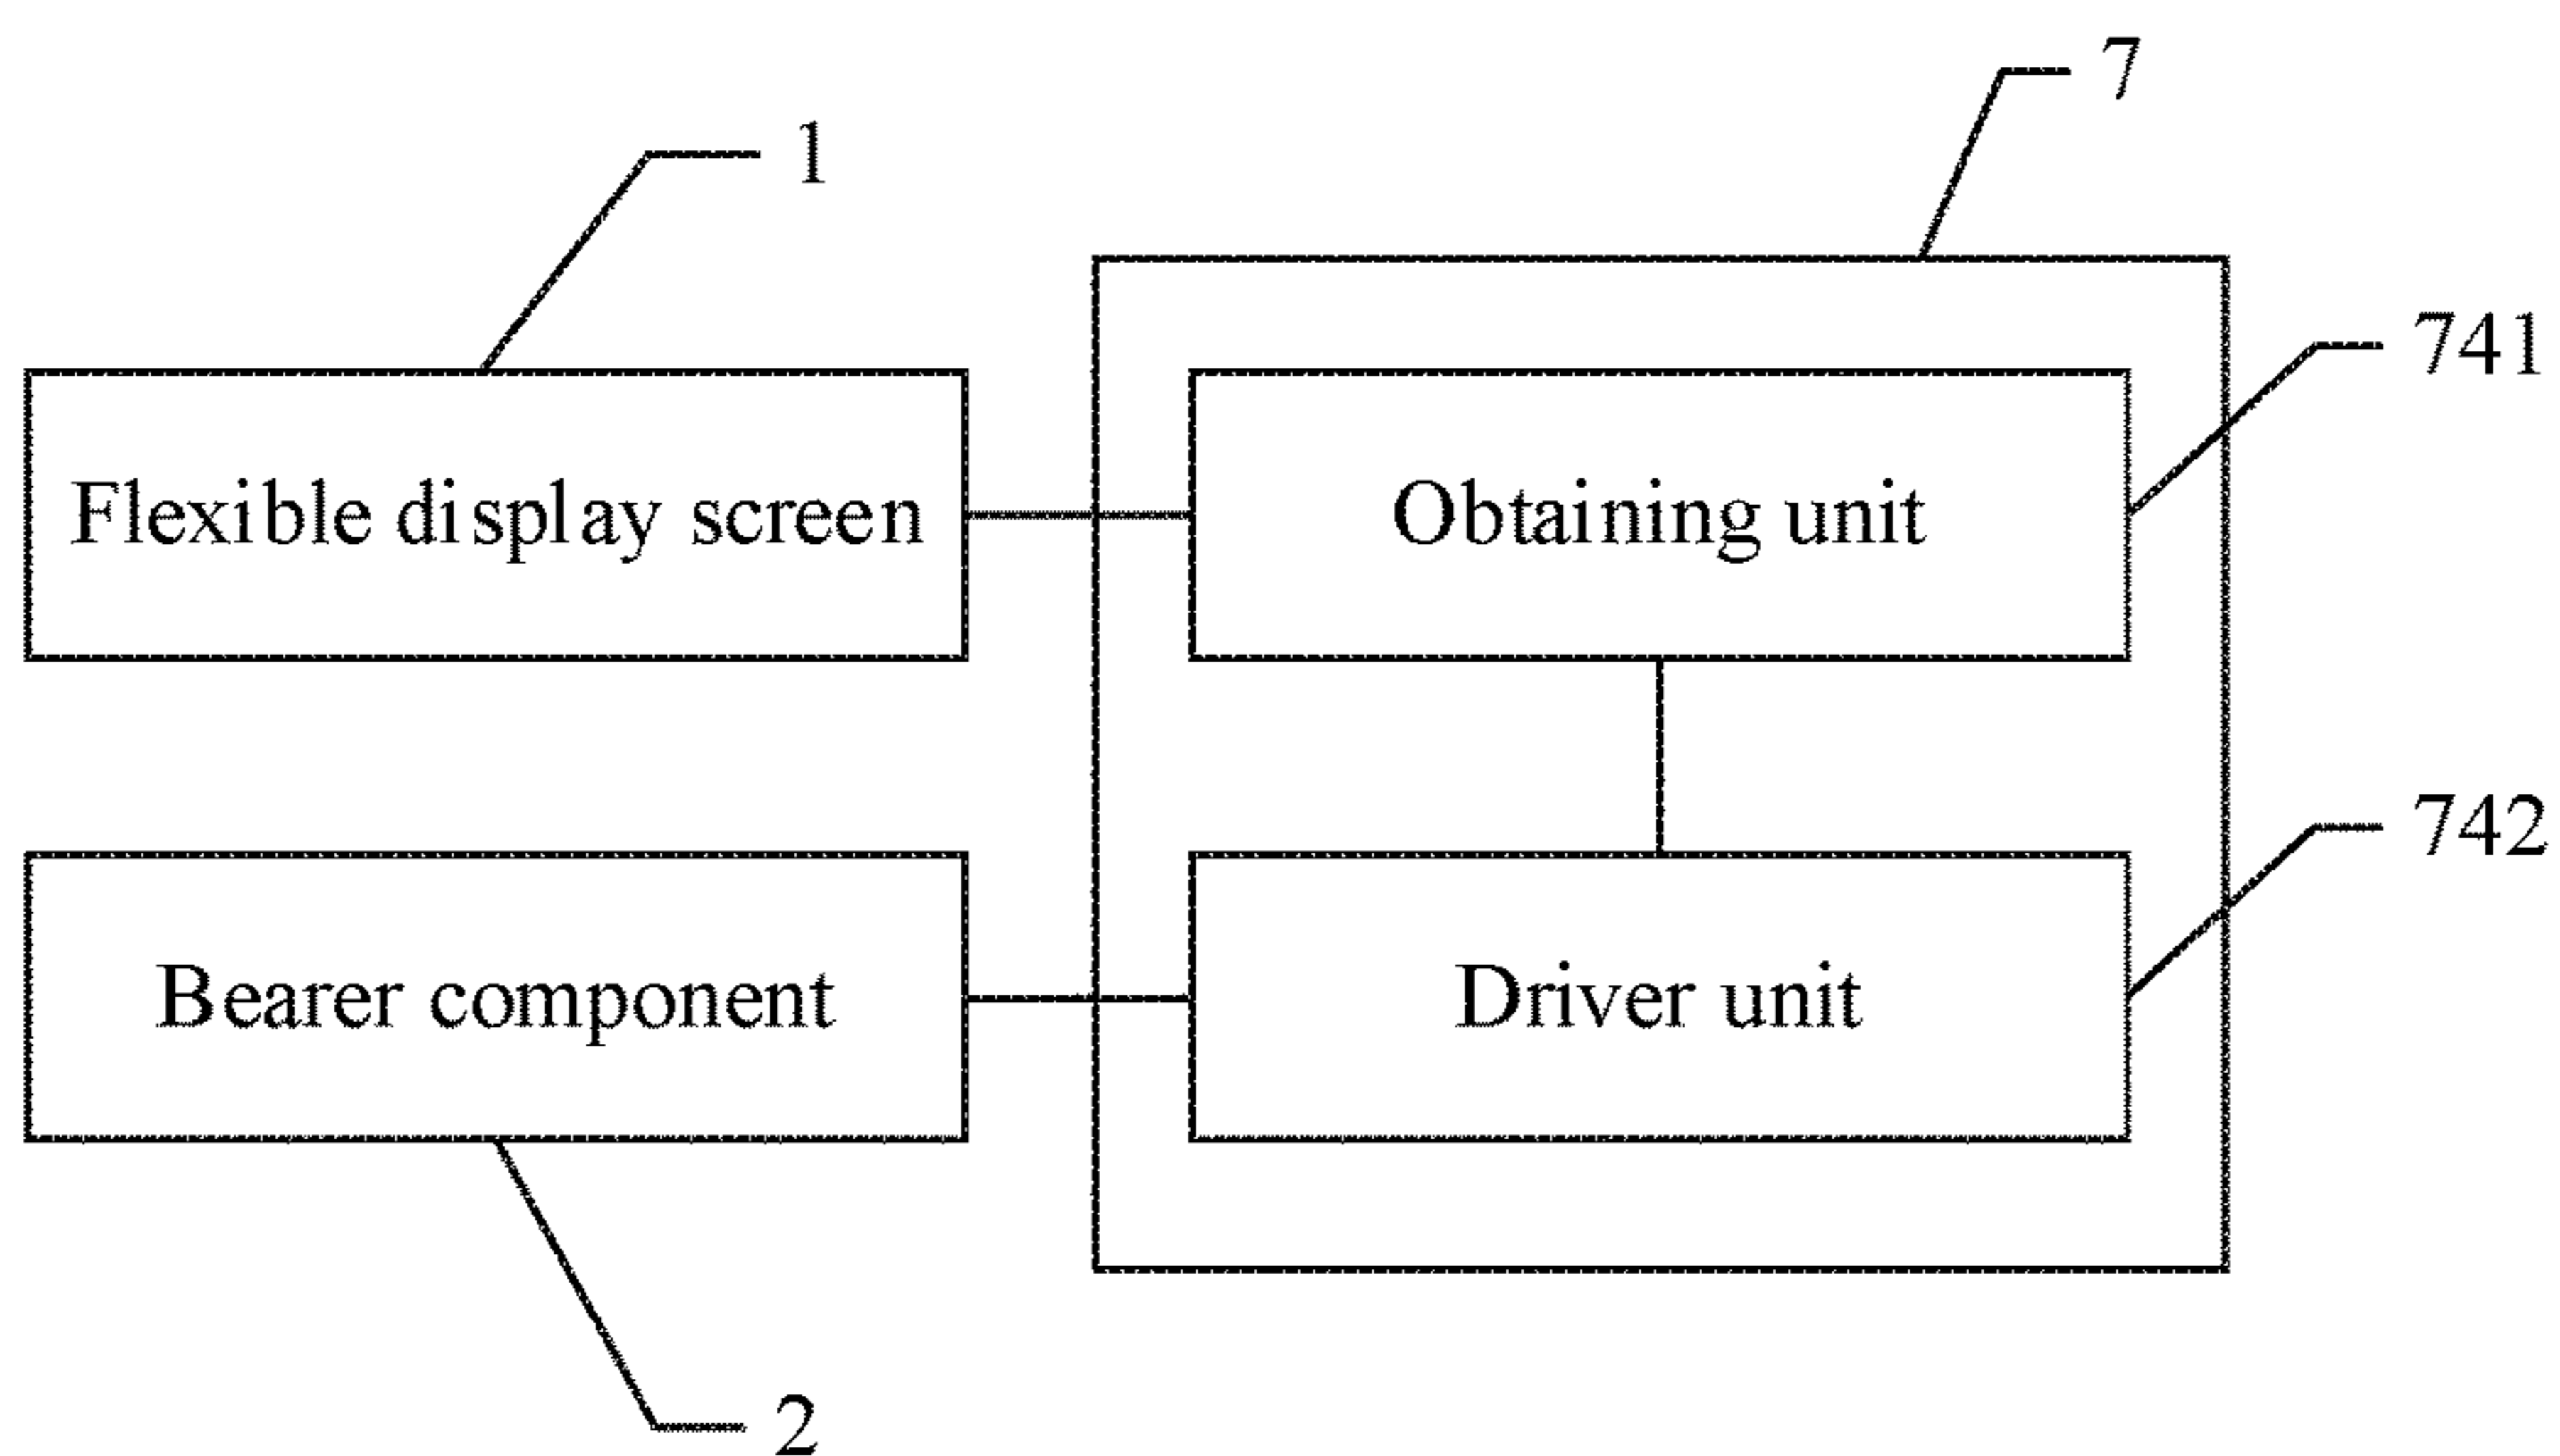 7
1
741
Flexible display screen
Obtaining unit
742
Bearer component
Driver unit
2